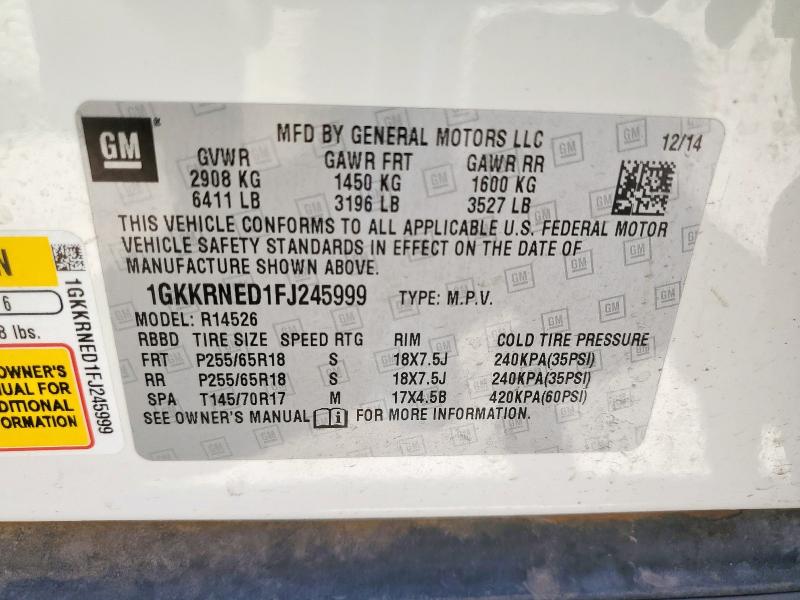 GM
MFD BY GENERAL MOTORS LLC 12/14
GVWR GAWR FRT GAWR RR
2908 KG 1450 KG 1600 KG
6411 LB 3196 LB 3527 LB
THIS VEHICLE CONFORMS TO ALL APPLICABLE U.S. FEDERAL MOTOR
VEHICLE SAFETY STANDARDS IN EFFECT ON THE DATE OF
MANUFACTURE SHOWN ABOVE.
1GKKRNED1FJ245999 TYPE: M.P.V.
MODEL: R14526
RBBD TIRE SIZE SPEED RTG RIM COLD TIRE PRESSURE
FRT P255/65R18 S 18X7.5J 240KPA(35PSI)
RR P255/65R18 S 18X7.5J 240KPA(35PSI)
SPA T145/70R17 M 17X4.5B 420KPA(60PSI)
SEE OWNER'S MANUAL i FOR MORE INFORMATION.
N
6
8 lbs.
OWNER'S
NUAL FOR
DITIONAL
ORMATION
1GKKRNED1FJ245999